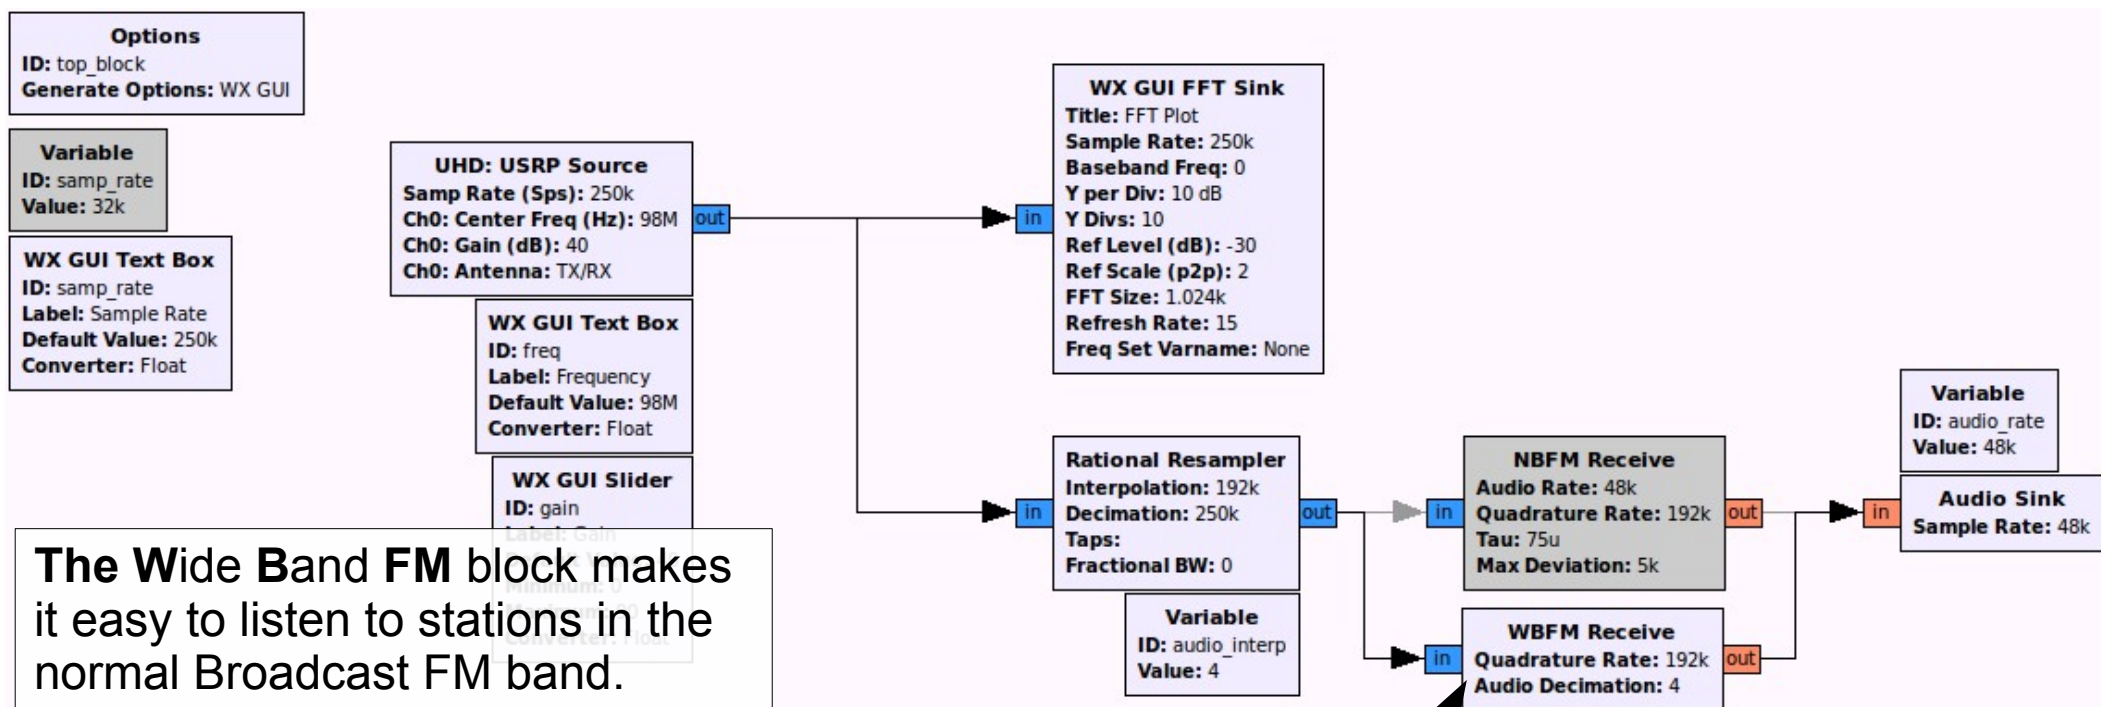 Options
ID: top_block
Generate Options: WX GUI
Variable
ID: samp_rate
Value: 32k
WX GUI Text Box
ID: samp_rate
Label: Sample Rate
Default Value: 250k
Converter: Float
UHD: USRP Source
Samp Rate (Sps): 250k
Ch0: Center Freq (Hz): 98M
Ch0: Gain (dB): 40
Ch0: Antenna: TX/RX
out
WX GUI Text Box
ID: freq
Label: Frequency
Default Value: 98M
Converter: Float
WX GUI Slider
ID: gain
Label: Gain
Minimum: 0
Converter: Float
The Wide Band FM block makes
it easy to listen to stations in the
normal Broadcast FM band.
in
WX GUI FFT Sink
Title: FFT Plot
Sample Rate: 250k
Baseband Freq: 0
Y per Div: 10 dB
Y Divs: 10
Ref Level (dB): -30
Ref Scale (p2p): 2
FFT Size: 1.024k
Refresh Rate: 15
Freq Set Varname: None
in
Rational Resampler
Interpolation: 192k
Decimation: 250k
Taps:
Fractional BW: 0
out
Variable
ID: audio_interp
Value: 4
in
NBFM Receive
Audio Rate: 48k
Quadrature Rate: 192k
Tau: 75u
Max Deviation: 5k
out
in
WBFM Receive
Quadrature Rate: 192k
Audio Decimation: 4
out
Variable
ID: audio_rate
Value: 48k
in
Audio Sink
Sample Rate: 48k